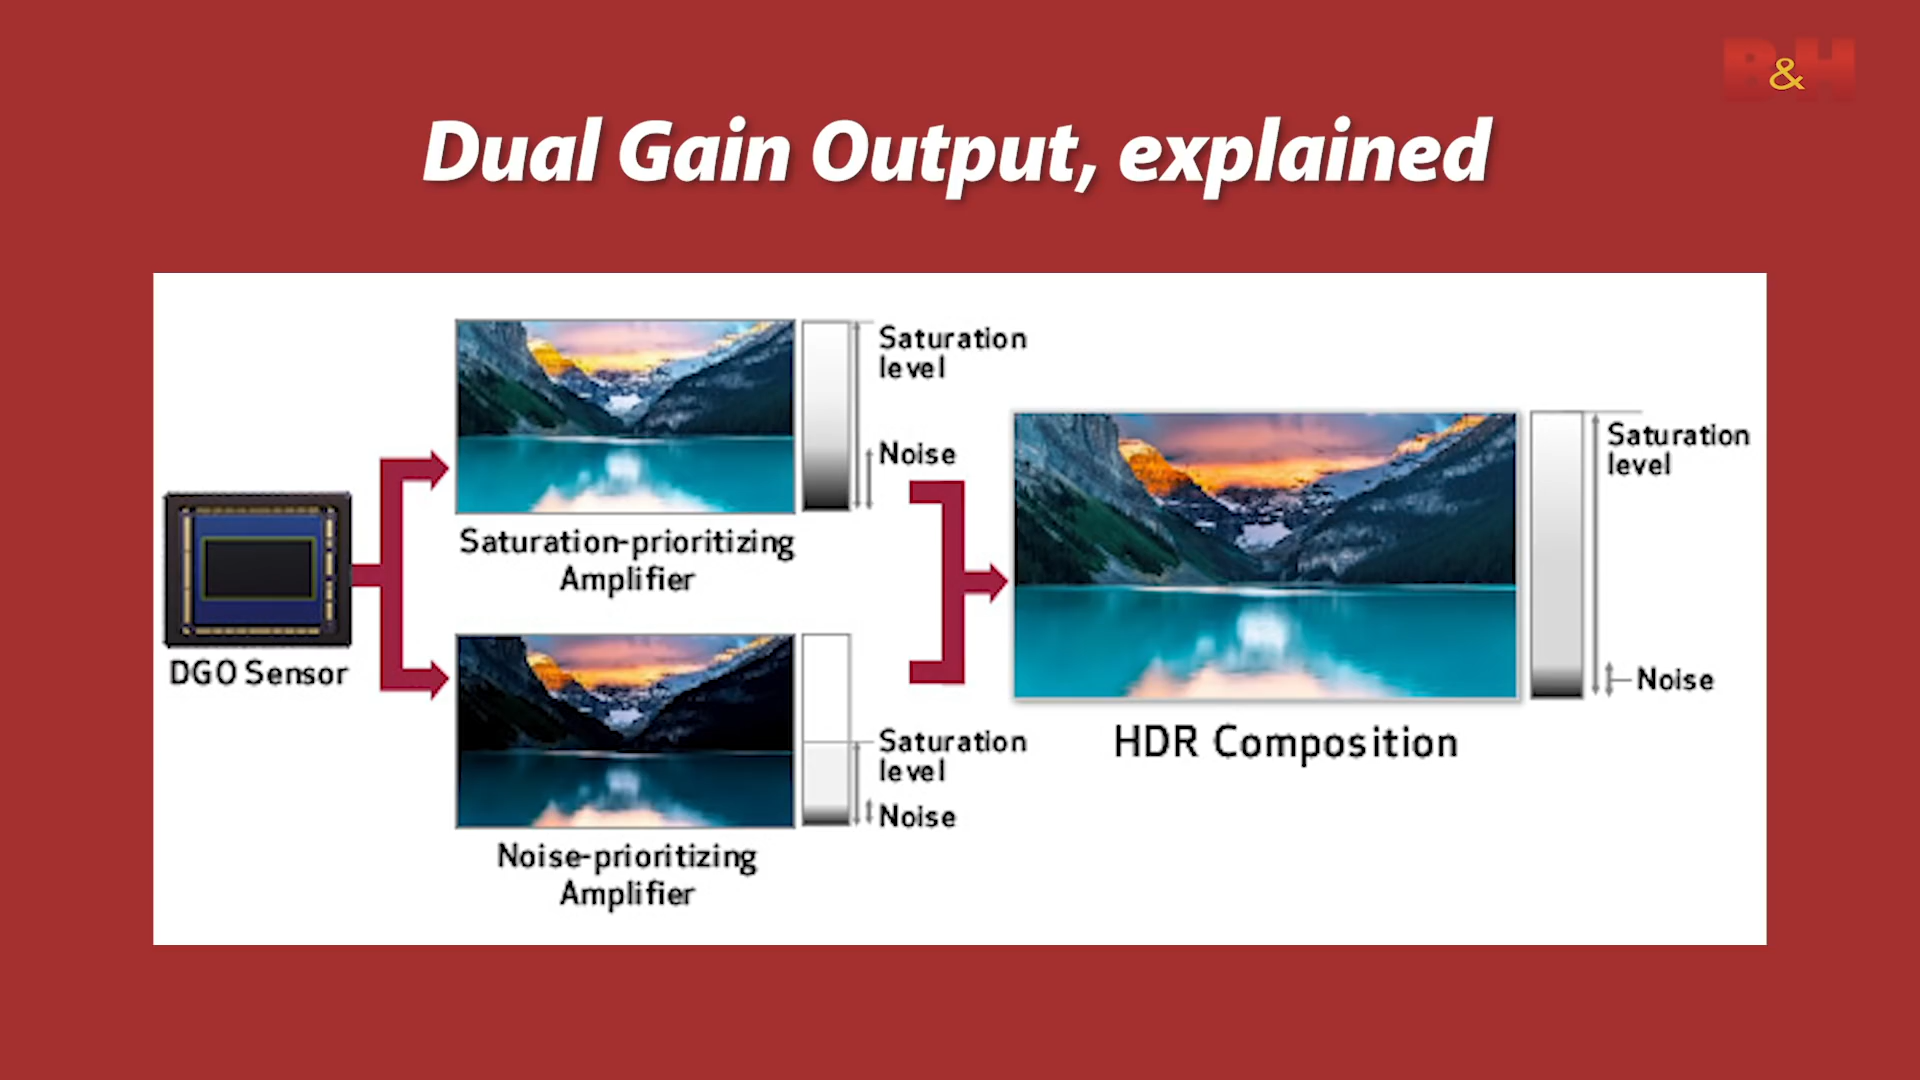 B&H
Dual Gain Output, explained
Saturation
level
Noise
Saturation-prioritizing
Amplifier
DGO Sensor
Saturation
level
Noise
Noise-prioritizing
Amplifier
Saturation
level
Noise
HDR Composition